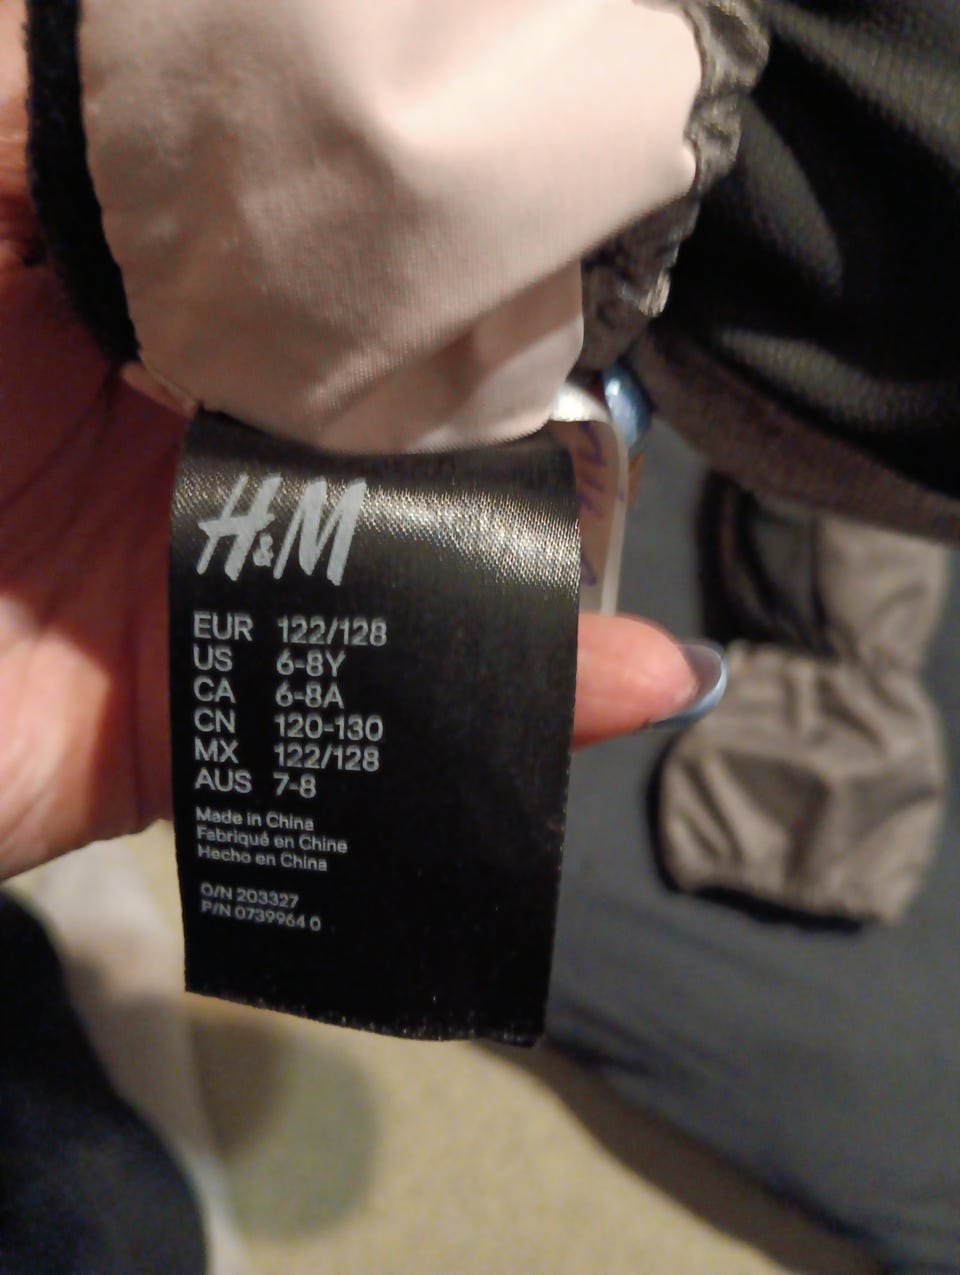 H&M
EUR 122/128
US 6-8Y
CA 6-8A
CN 120-130
MX 122/128
AUS 7-8
Made in China
Fabriqué en Chine
Hecho en China
O/N 203327
P/N 0739964 0